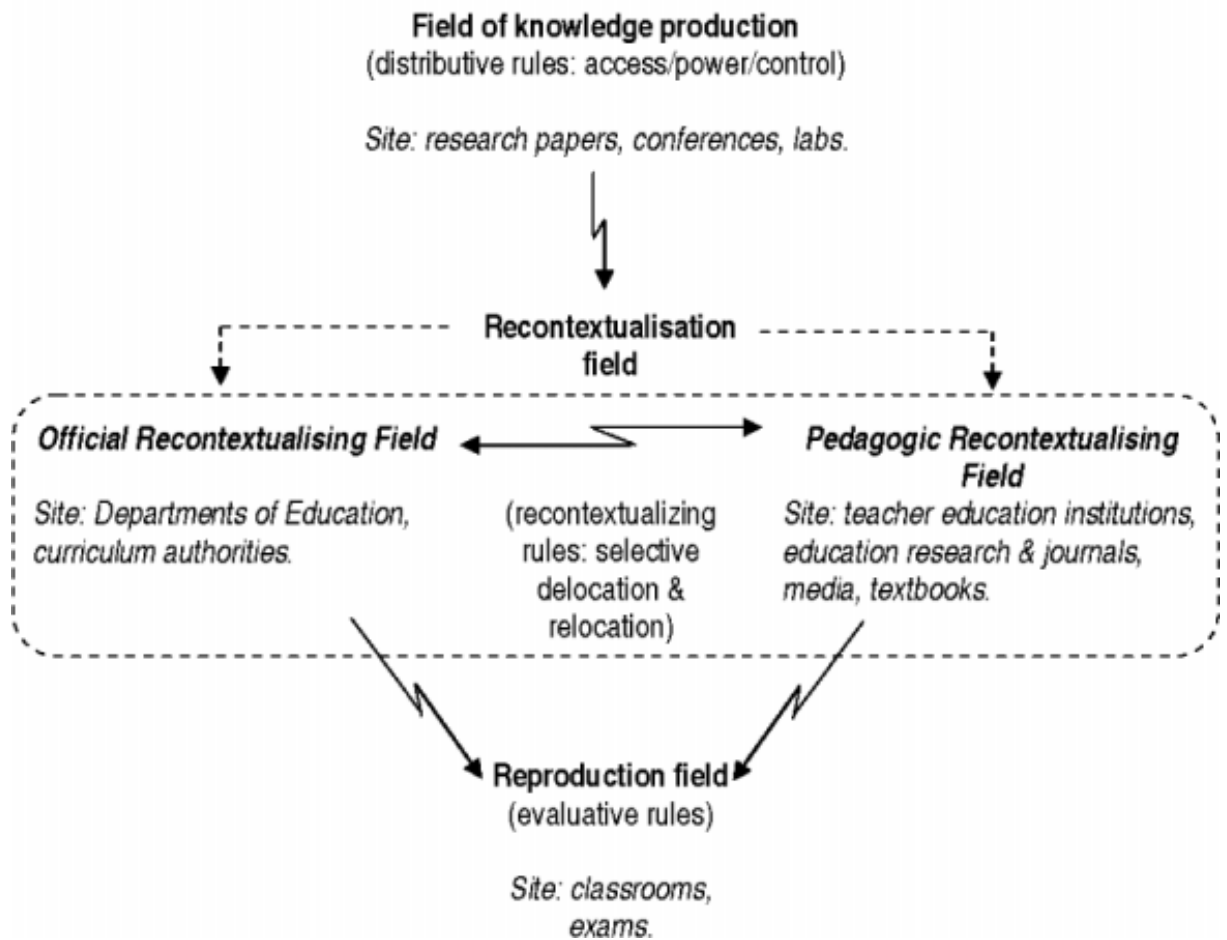 Field of knowledge production
(distributive rules: access/power/control)
Site: research papers, conferences, labs.
Recontextualisation
field
Official Recontextualising Field
Site: Departments of Education,
curriculum authorities.
(recontextualizing
rules: selective
delocation &
relocation)
Pedagogic Recontextualising
Field
Site: teacher education institutions,
education research & journals,
media, textbooks.
Reproduction field
(evaluative rules)
Site: classrooms,
exams.